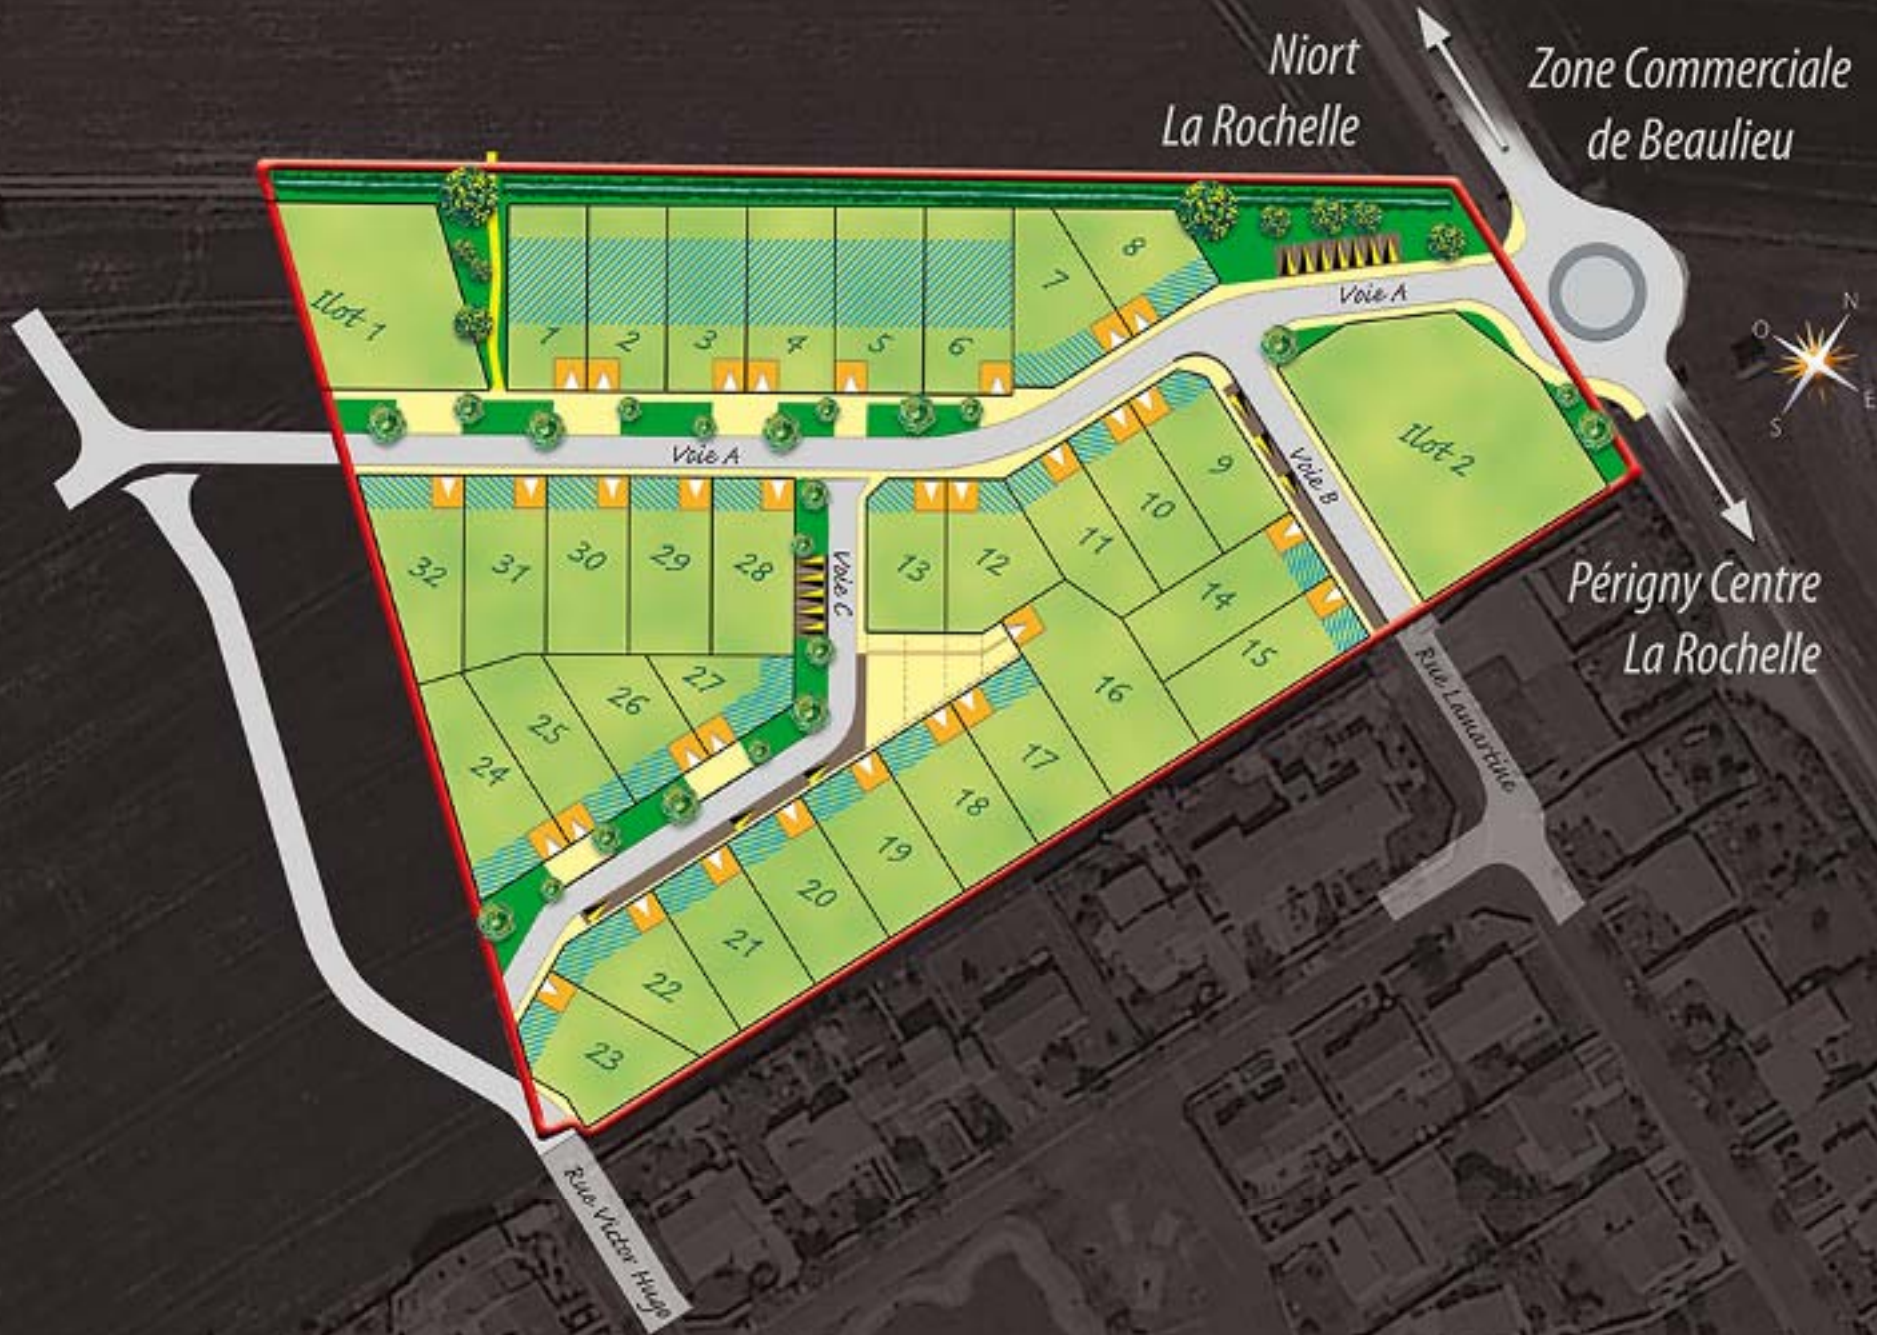 Niort
La Rochelle
Zone Commerciale
de Beaulieu
N
O
E
S
Ilot 1
1
2
3
4
5
6
7
8
Voie A
Voie A
Ilot 2
Voie B
9
10
11
12
13
Voie C
28
29
30
31
32
14
15
16
17
18
19
20
21
22
23
24
25
26
27
Périgny Centre
La Rochelle
Rue Lamartine
Rue Victor Hugo